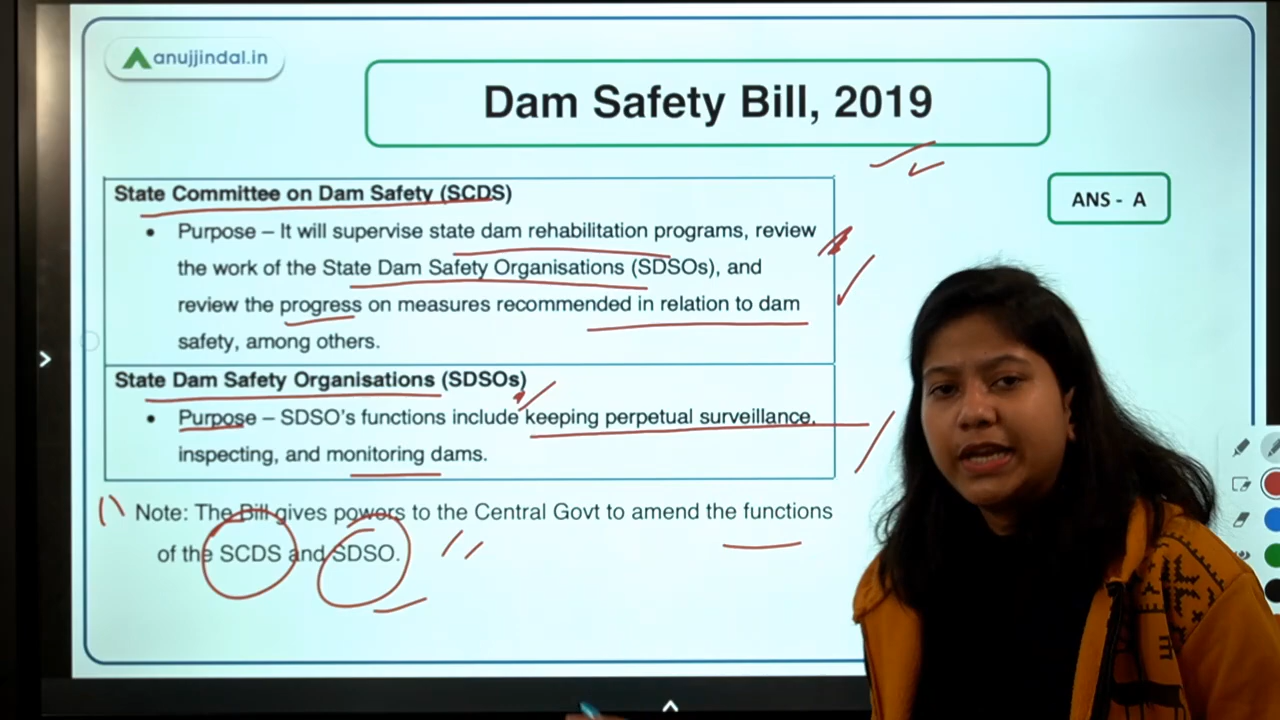 anujjindal.in
Dam Safety Bill, 2019
State Committee on Dam Safety (SCDS)
• Purpose – It will supervise state dam rehabilitation programs, review
the work of the State Dam Safety Organisations (SDSOs), and
review the progress on measures recommended in relation to dam
safety, among others.
ANS - A
State Dam Safety Organisations (SDSOs)
• Purpose – SDSO's functions include keeping perpetual surveillance,
inspecting, and monitoring dams.
Note: The Bill gives powers to the Central Govt to amend the functions
of the SCDS and SDSO.